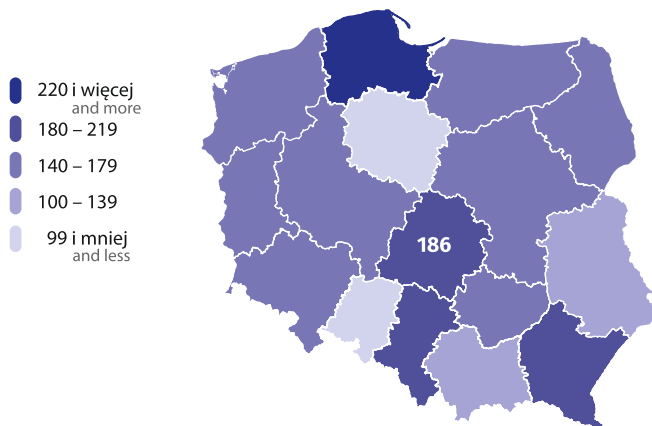 220 i więcej
and more
180 – 219
140 – 179
100 – 139
99 i mniej
and less
186